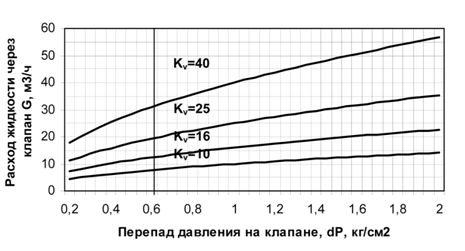 Расход жидкости через
клапан G, м3/ч
60
50
40
30
20
10
0
Kv=40
Kv=25
Kv=16
Kv=10
0,2 0,4 0,6 0,8 1 1,2 1,4 1,6 1,8 2
Перепад давления на клапане, dP, кг/см2